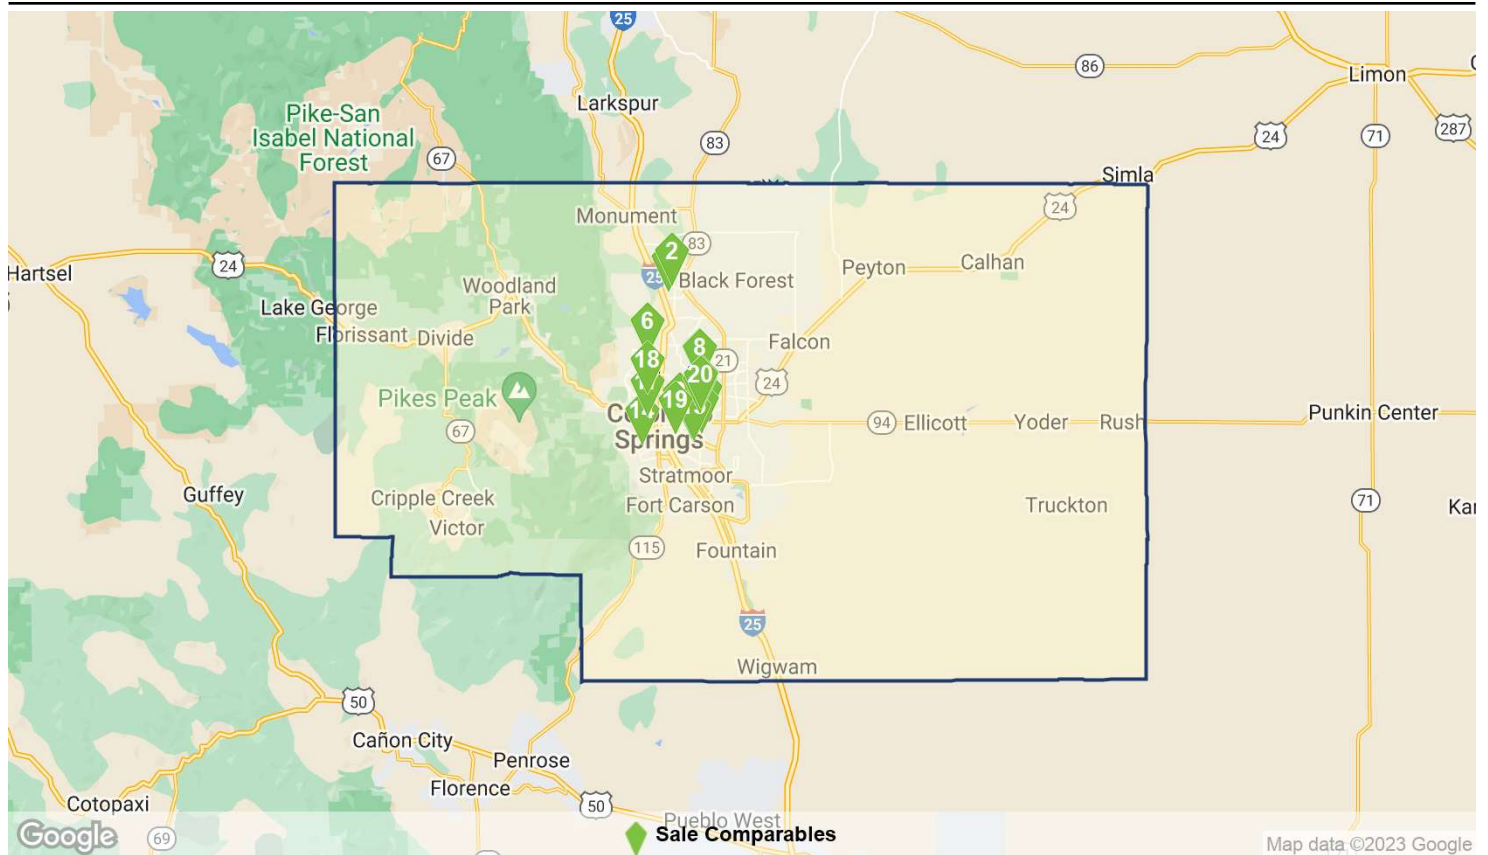 25
86
Limon
Larkspur
Pike-San
Isabel National
Forest
83
24
71
287
67
Simla
24
Monument
83
2
Hartsel
24
25
Black Forest
Peyton
Calhan
Woodland
Park
Lake George
Florissant
Divide
6
8
18
21
Falcon
20
24
Pikes Peak
19
14
Springs
67
94
Ellicott
Yoder
Rush
Punkin Center
Stratmoor
Cripple Creek
Victor
Guffey
Fort Carson
Truckton
71
115
Fountain
25
Wigwam
50
Cañon City
Penrose
Florence
Cotopaxi
50
Pueblo West
Google
69
Sale Comparables
Map data ©2023 Google